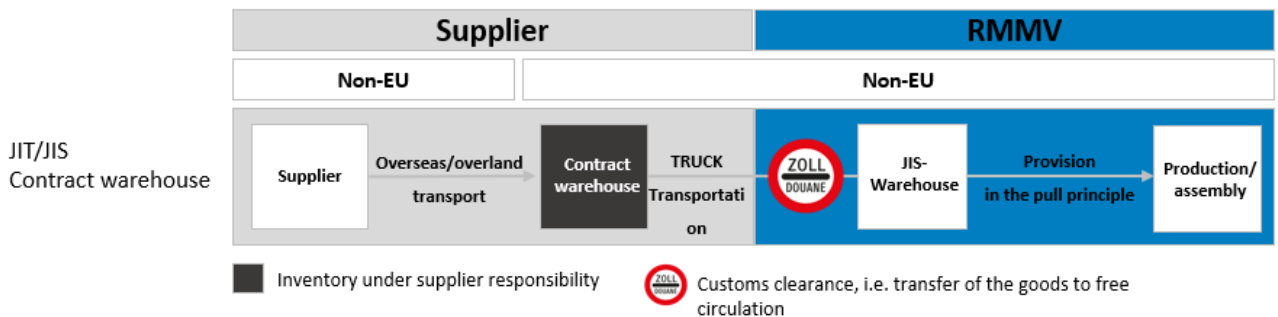 Supplier
RMMV
Non-EU
Non-EU
JIT/JIS
Contract warehouse
Supplier
Overseas/overland
transport
Contract
warehouse
TRUCK
Transportati
on
ZOLL
DOUANE
JIS-
Warehouse
Provision
in the pull principle
Production/
assembly
Inventory under supplier responsibility
ZOLL
DOUANE
Customs clearance, i.e. transfer of the goods to free
circulation